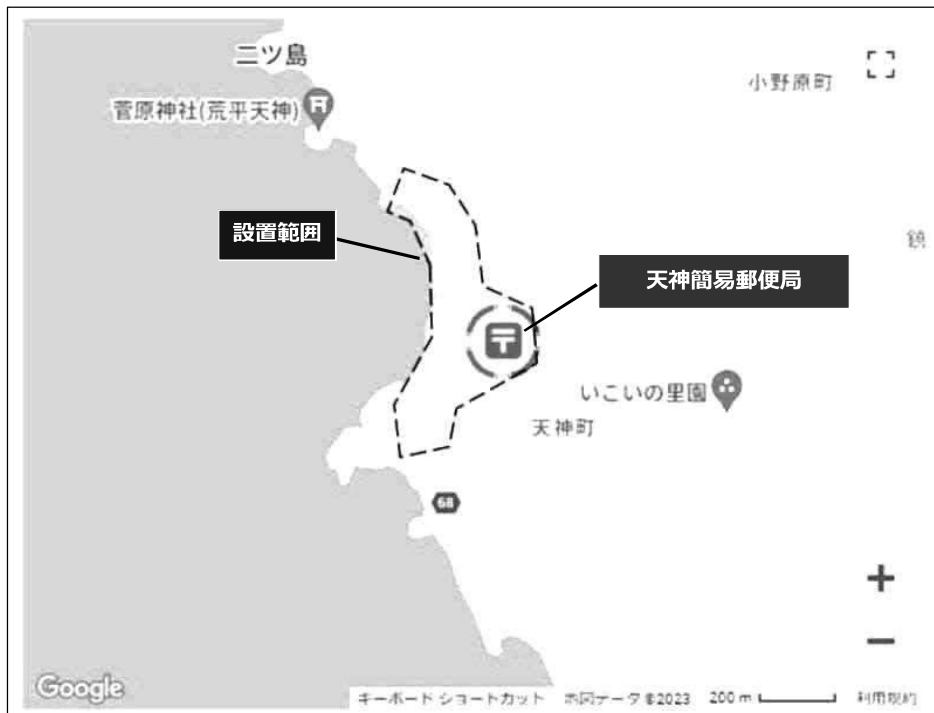 二ツ島
小野原町
菅原神社(荒平天神)
設置範囲
鎮
天神簡易郵便局
いこいの里園
天神町
68
+
−
Google
キーボード ショートカット 地図データ ©2023 200 m 利用規約